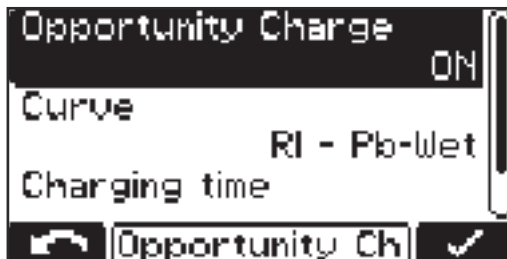 Opportunity Charge
ON
Curve
RI - Pb-Wet
Charging time
Opportunity Ch